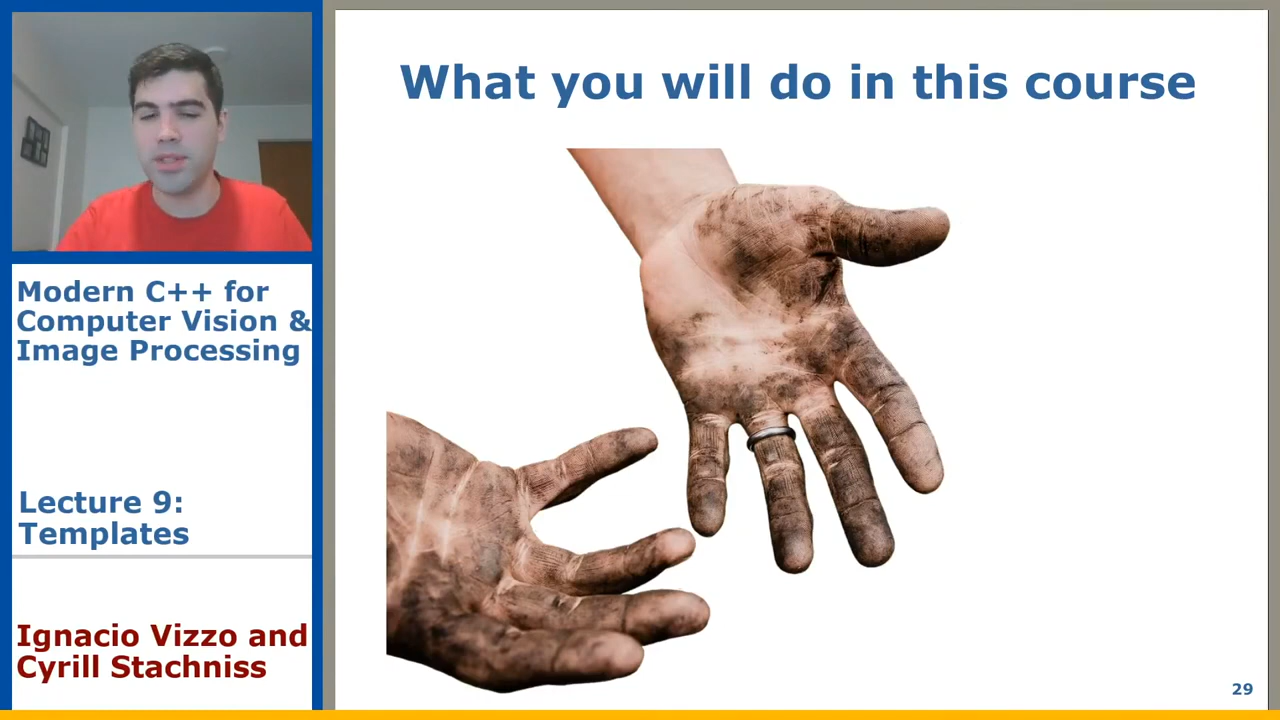 What you will do in this course
Modern C++ for
Computer Vision &
Image Processing
Lecture 9:
Templates
Ignacio Vizzo and
Cyrill Stachniss
29